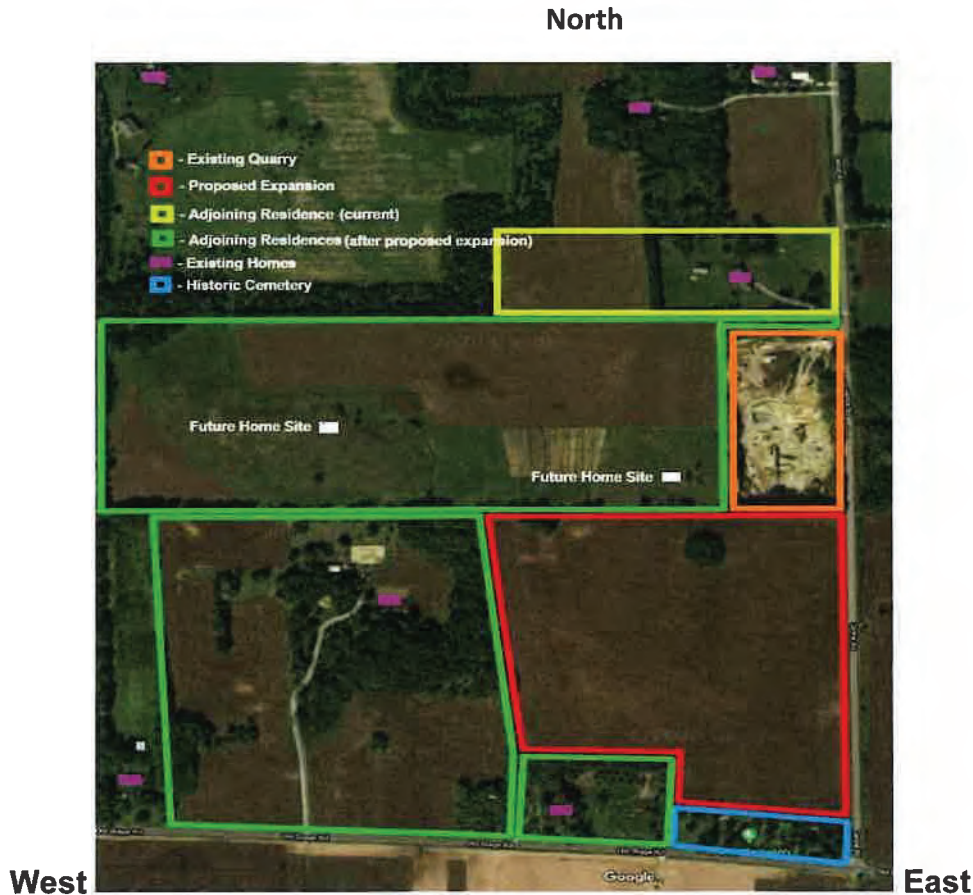 North
- Existing Quarry
- Proposed Expansion
- Adjoining Residence (current)
- Adjoining Residences (after proposed expansion)
- Existing Homes
- Historic Cemetery
Future Home Site
Future Home Site
Google
West
East